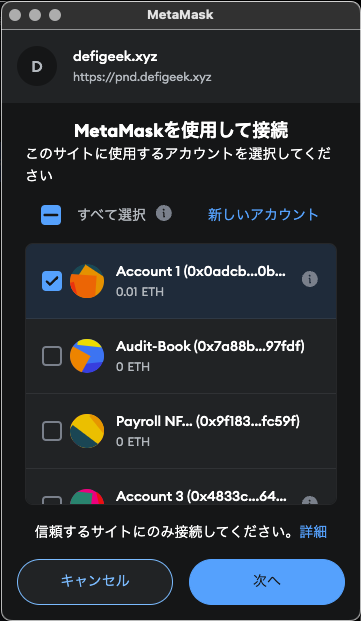 MetaMask
D
defigeek.xyz
https://pnd.defigeek.xyz
MetaMaskを使用して接続
このサイトに使用するアカウントを選択してくだ
さい
すべて選択
新しいアカウント
Account 1 (0x0adcb...0b...
0.01 ETH
Audit-Book (0x7a88b...97fdf)
0 ETH
Payroll NF... (0x9f183...fc59f)
0 ETH
Account 3 (0x4833c...64...
信頼するサイトにのみ接続してください。詳細
キャンセル
次へ